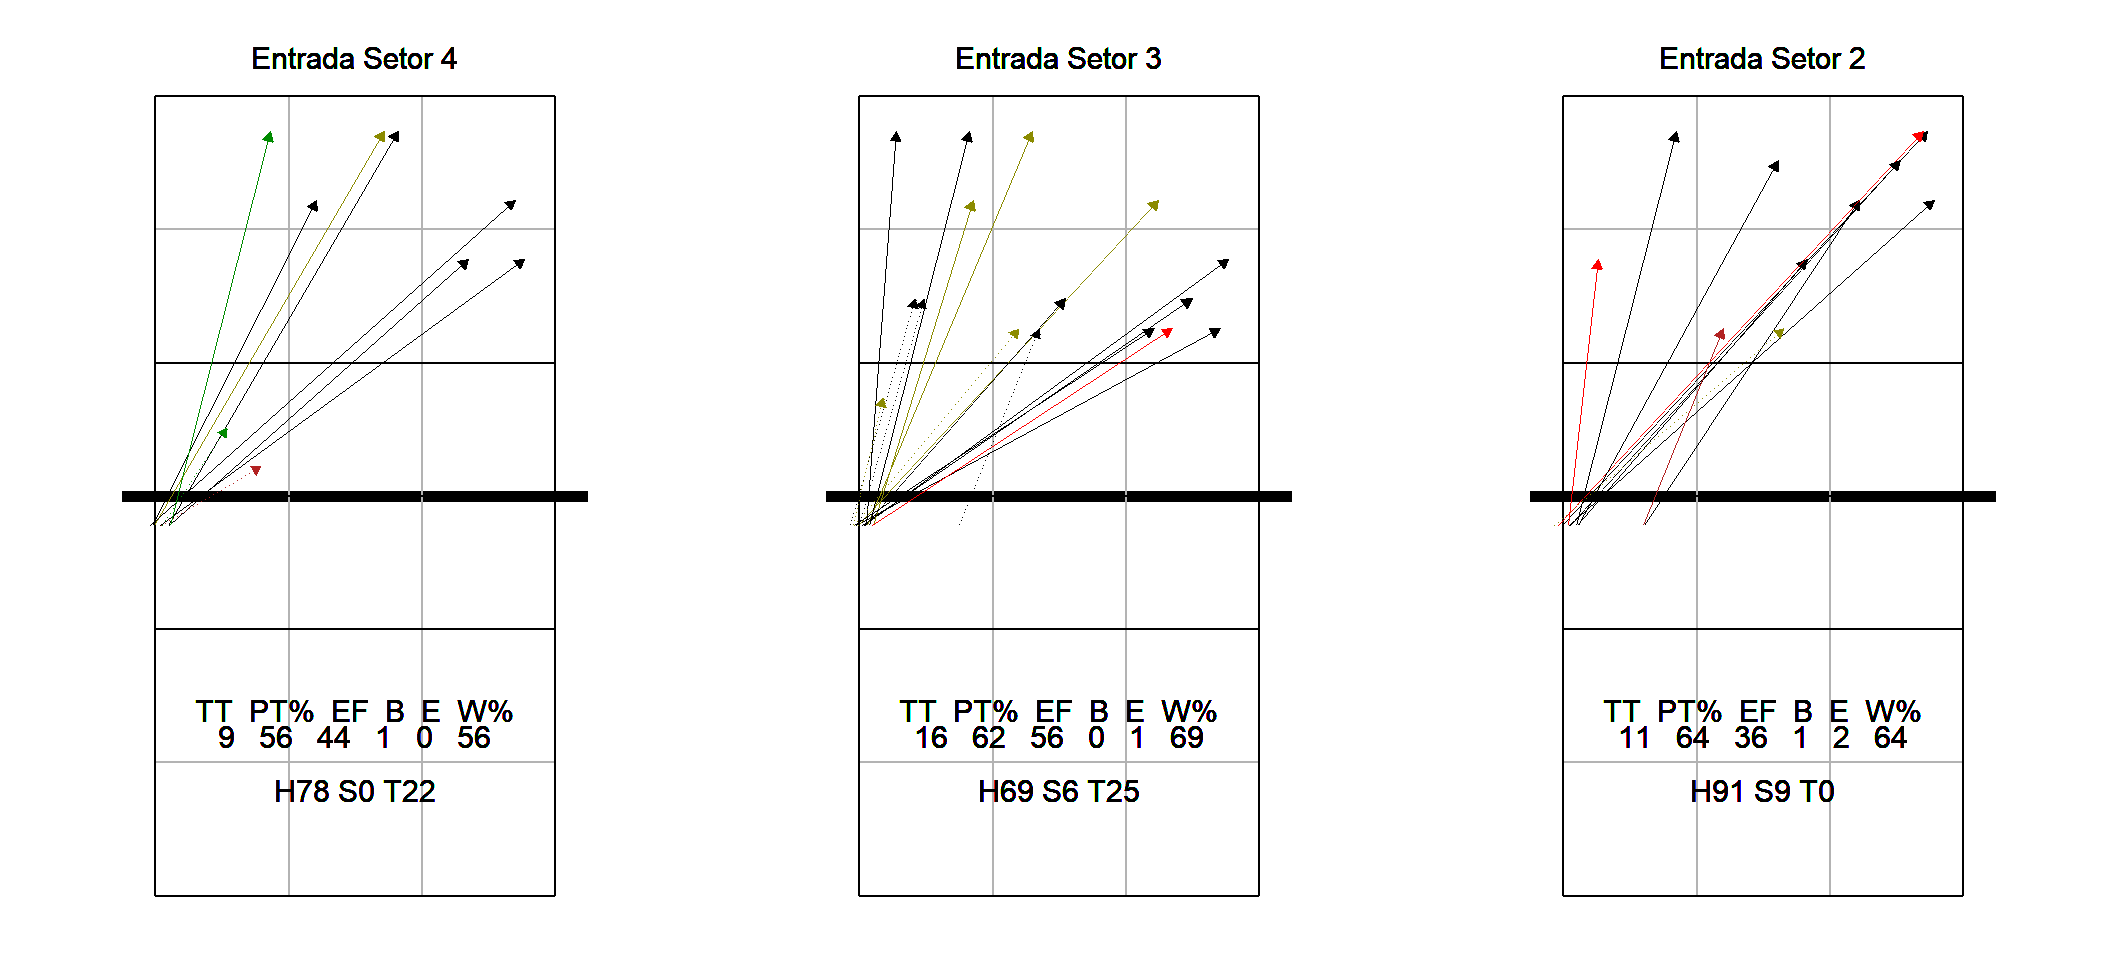 Entrada Setor 4
TT PT% EF B E W%
9 56 44 1 0 56
H78 S0 T22
Entrada Setor 3
TT PT% EF B E W%
16 62 56 0 1 69
H69 S6 T25
Entrada Setor 2
TT PT% EF B E W%
11 64 36 1 2 64
H91 S9 T0